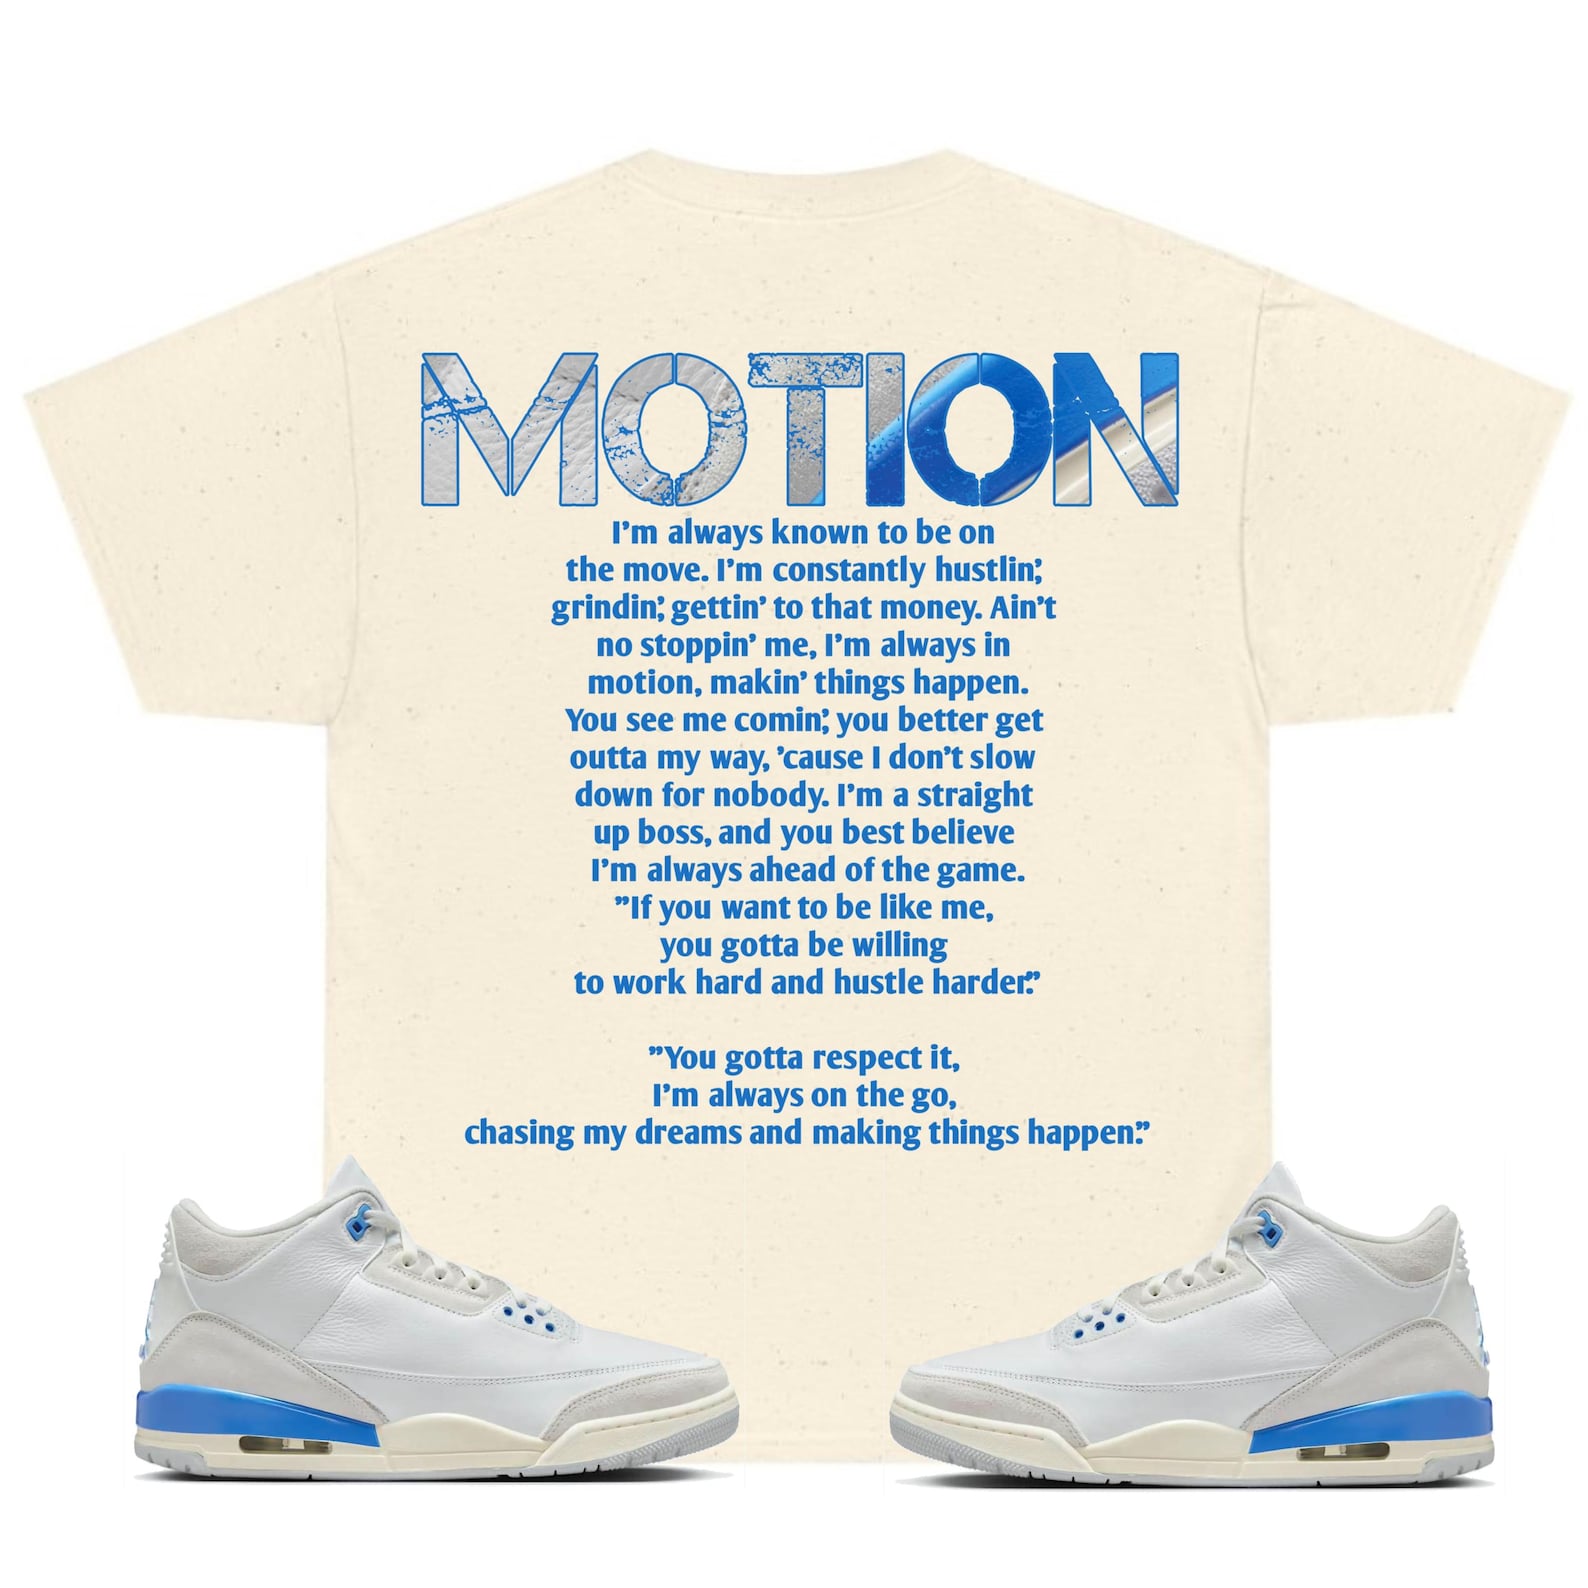 MOTION
I'm always known to be on
the move. I'm constantly hustlin',
grindin', gettin' to that money. Ain't
no stoppin' me, I'm always in
motion, makin' things happen.
You see me comin', you better get
outta my way, 'cause I don't slow
down for nobody. I'm a straight
up boss, and you best believe
I'm always ahead of the game.
"If you want to be like me,
you gotta be willing
to work hard and hustle harder."
"You gotta respect it,
I'm always on the go,
chasing my dreams and making things happen."